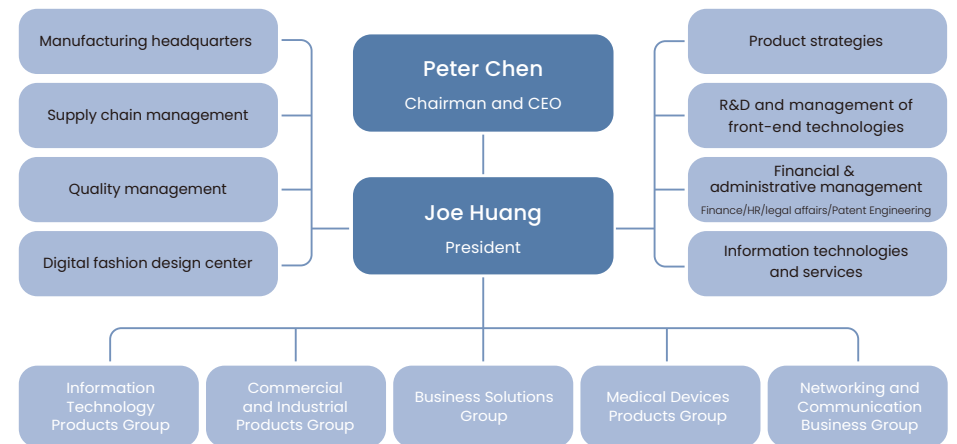 Manufacturing headquarters
Supply chain management
Quality management
Digital fashion design center
Peter Chen
Chairman and CEO
Joe Huang
President
Product strategies
R&D and management of
front-end technologies
Financial &
administrative management
Finance/HR/legal affairs/Patent Engineering
Information technologies
and services
Information
Technology
Products Group
Commercial
and Industrial
Products Group
Business Solutions
Group
Medical Devices
Products Group
Networking and
Communication
Business Group